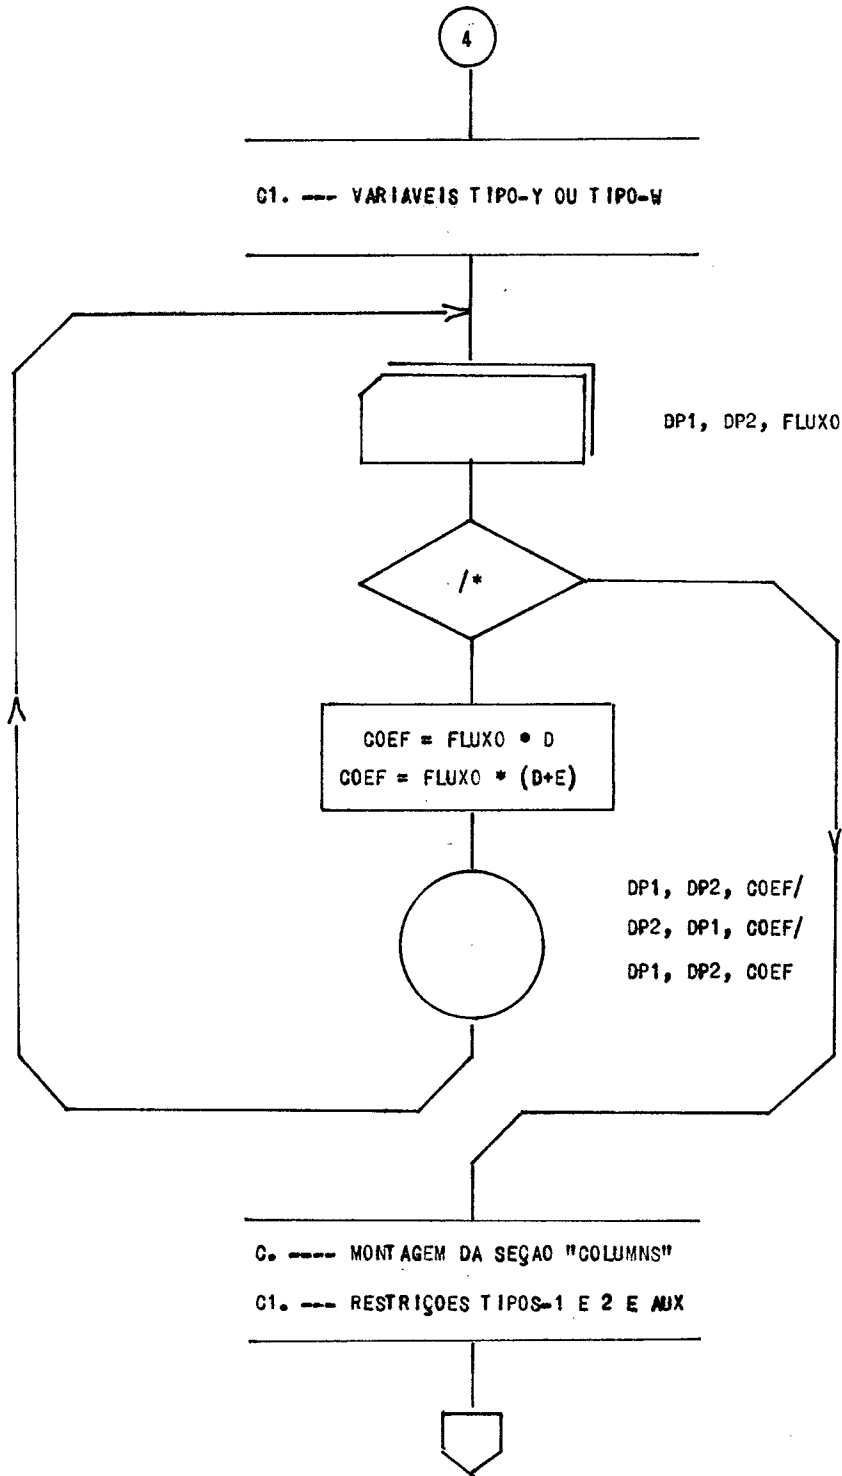 4
C1. --- VARIAVEIS TIPO-Y OU TIPO-W
DP1, DP2, FLUXO
/*
COEF = FLUXO * D
COEF = FLUXO * (D+E)
DP1, DP2, COEF/
DP2, DP1, COEF/
DP1, DP2, COEF
C. ---- MONTAGEM DA SEÇAO "COLUMNS"
C1. --- RESTRIÇOES TIPOS-1 E 2 E AUX